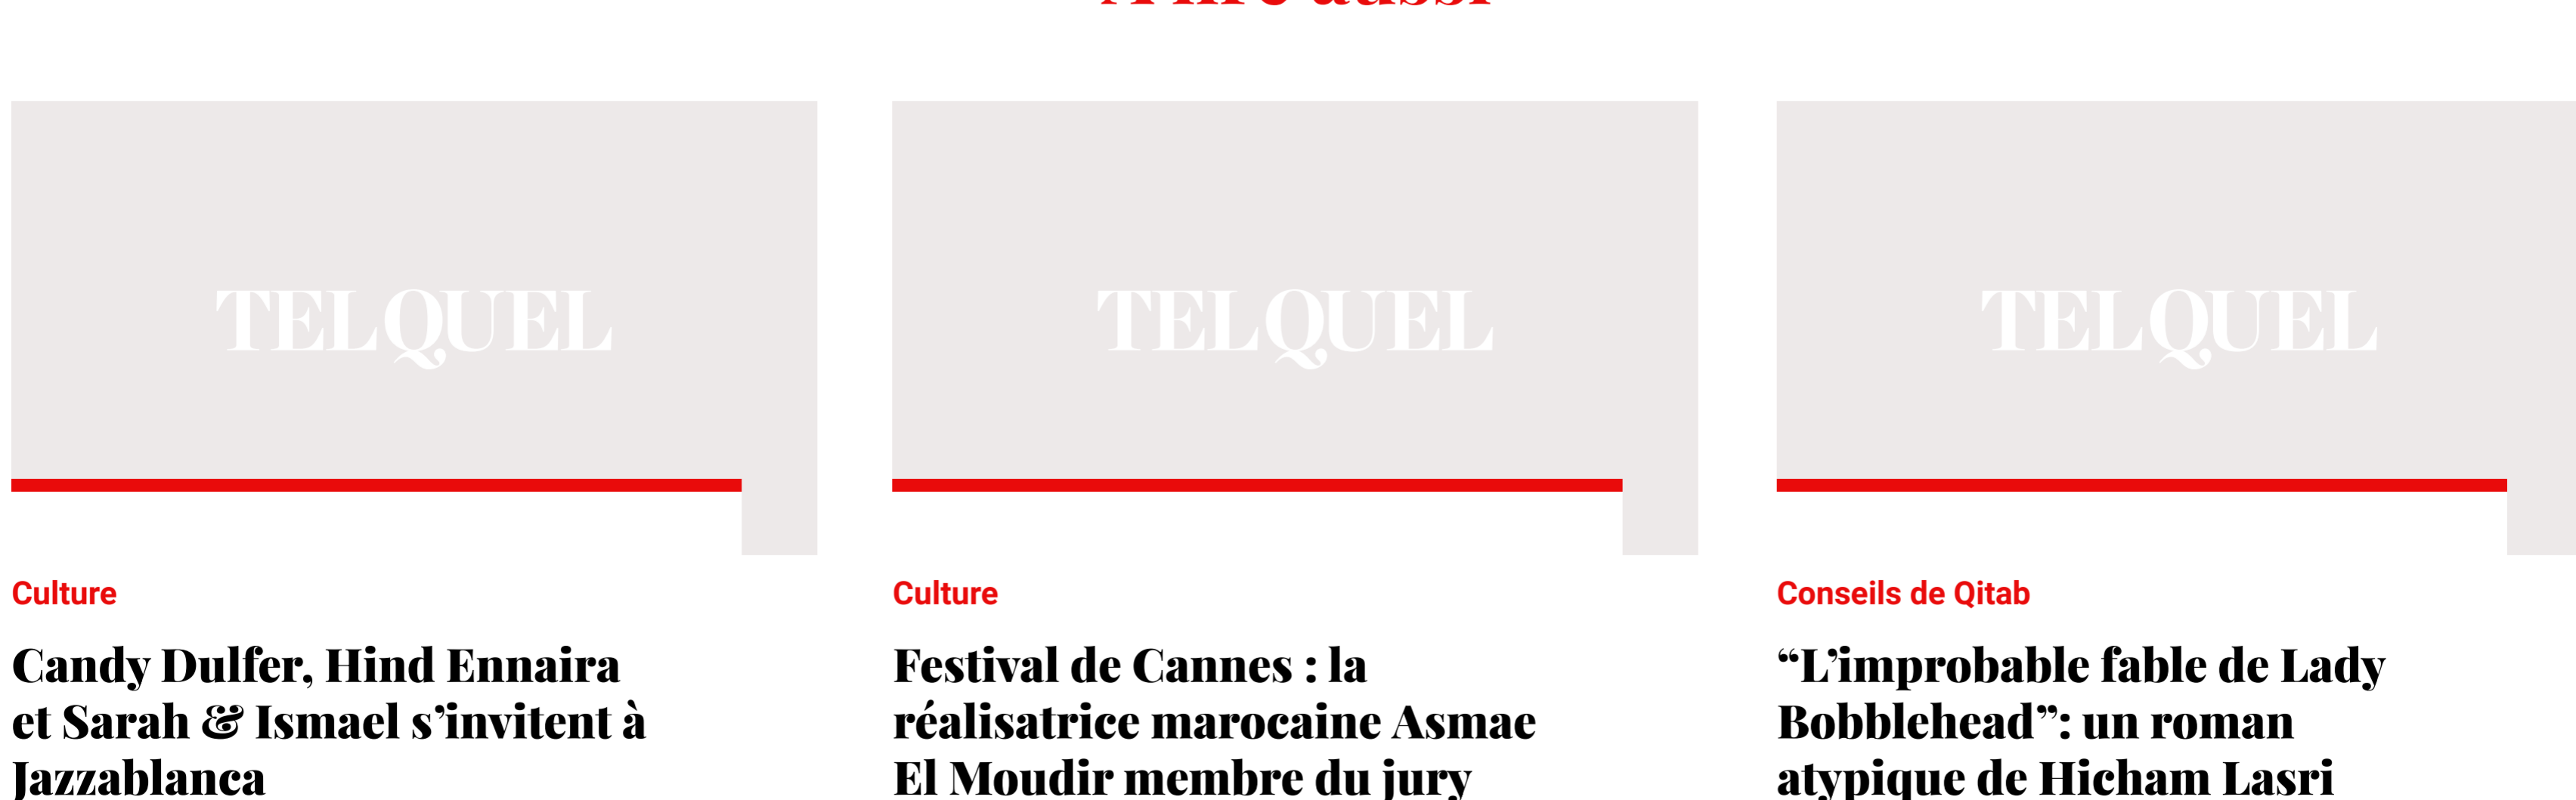 A lire aussi
TELQUEL
TELQUEL
TELQUEL
Culture
Candy Dulfer, Hind Ennaira
et Sarah & Ismael s’invitent à
Jazzablanca
Culture
Festival de Cannes : la
réalisatrice marocaine Asmae
El Moudir membre du jury
Conseils de Qitab
“L’improbable fable de Lady
Bobblehead”: un roman
atypique de Hicham Lasri